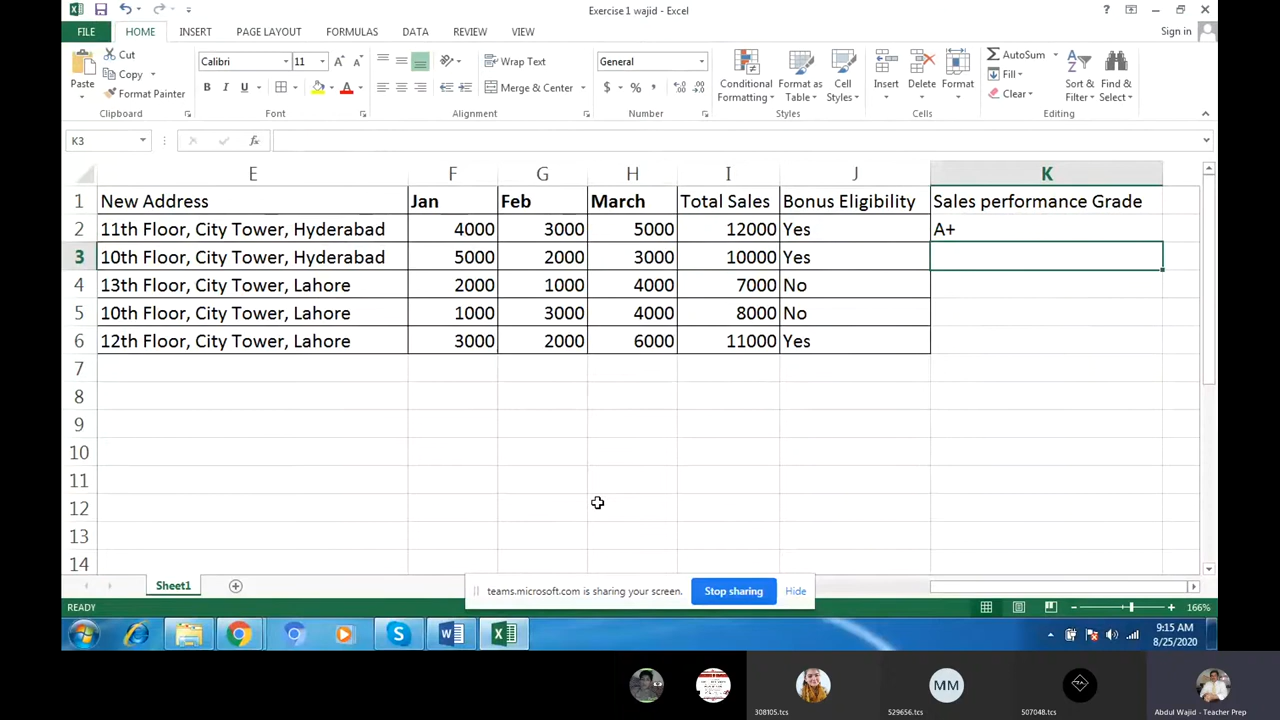 Exercise 1 wajid - Excel
?
FILE HOME INSERT PAGE LAYOUT FORMULAS DATA REVIEW VIEW Sign in
Paste
Cut
Copy
Format Painter
Clipboard
Calibri 11
B I U
Font
Wrap Text
Merge & Center
Alignment
General
$ % ,
Number
Conditional Formatting
Format as Table
Cell Styles
Styles
Insert Delete Format
Cells
AutoSum
Fill
Clear
Sort & Filter
Find & Select
Editing
K3
fx
E F G H I J K
1 New Address Jan Feb March Total Sales Bonus Eligibility Sales performance Grade
2 11th Floor, City Tower, Hyderabad 4000 3000 5000 12000 Yes A+
3 10th Floor, City Tower, Hyderabad 5000 2000 3000 10000 Yes
4 13th Floor, City Tower, Lahore 2000 1000 4000 7000 No
5 10th Floor, City Tower, Lahore 1000 3000 4000 8000 No
6 12th Floor, City Tower, Lahore 3000 2000 6000 11000 Yes
7
8
9
10
11
12
13
14
Sheet1
teams.microsoft.com is sharing your screen. Stop sharing Hide
READY 166%
9:15 AM
8/25/2020
MM
308105.tcs 529656.tcs 507048.tcs Abdul Wajid - Teacher Prep